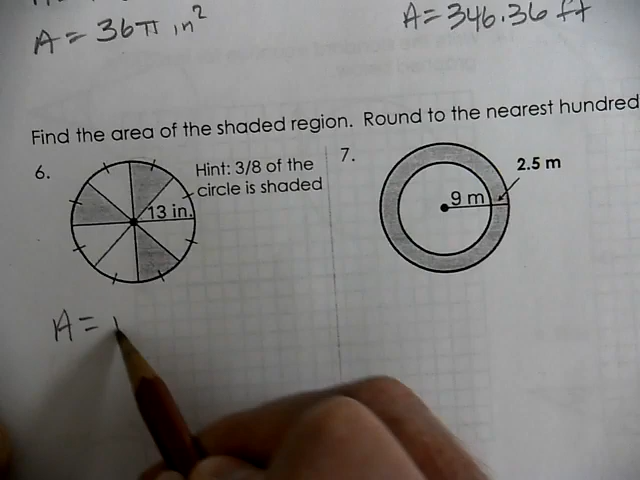 A = 36π in²
A = 346.36 ft
Find the area of the shaded region. Round to the nearest hundred
6.
Hint: 3/8 of the
circle is shaded
13 in.
7.
9 m
2.5 m
A =